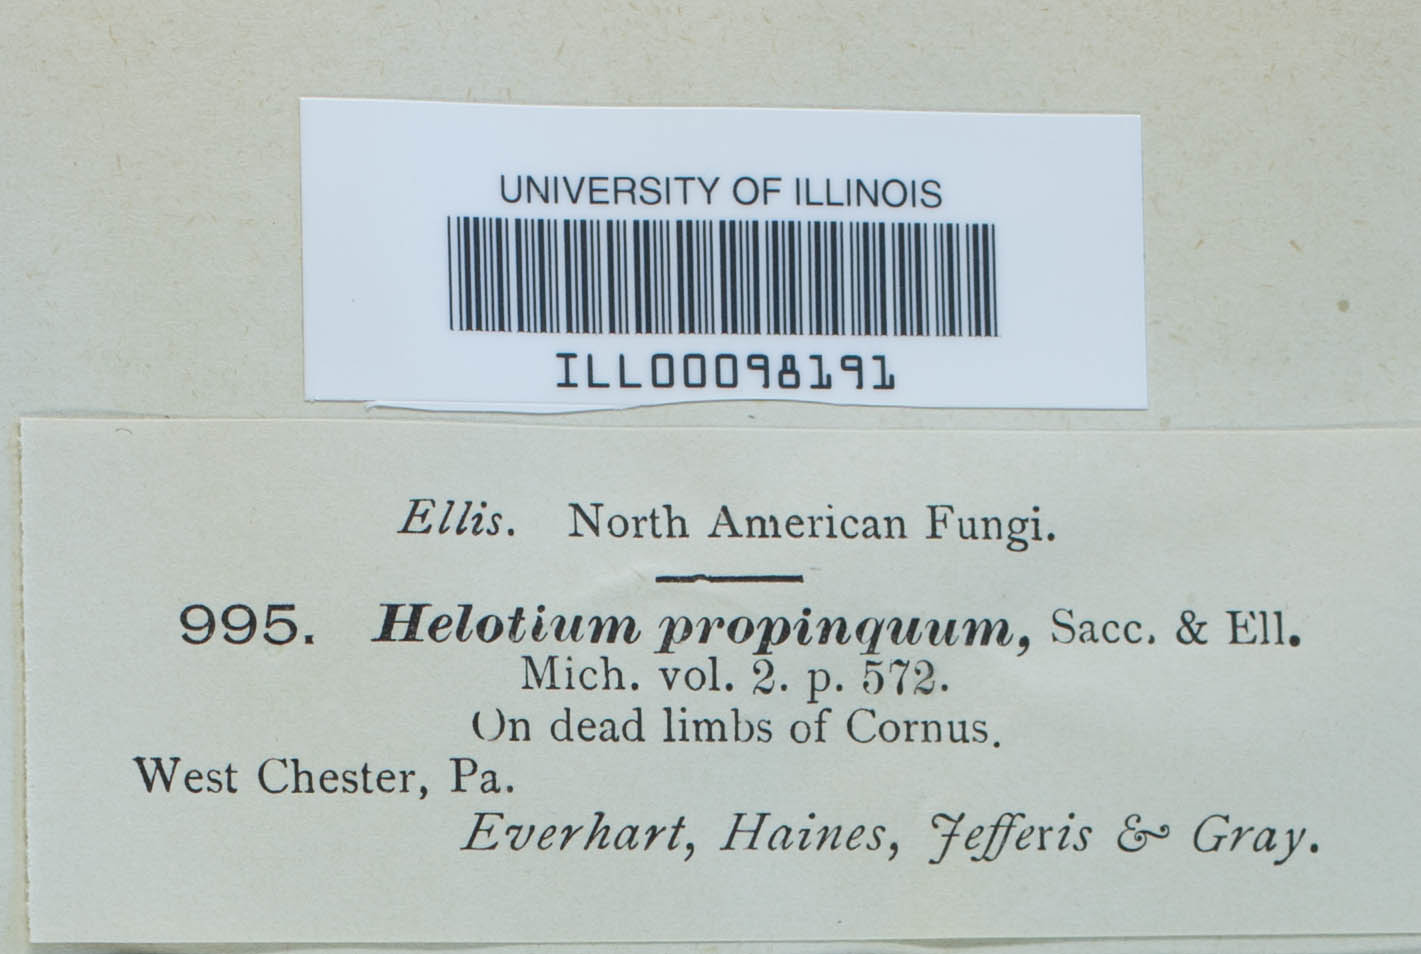 UNIVERSITY OF ILLINOIS
ILL00098191
Ellis. North American Fungi.
995. Helotium propinquum, Sacc. & Ell.
Mich. vol. 2. p. 572.
On dead limbs of Cornus.
West Chester, Pa.
Everhart, Haines, Jefferis & Gray.